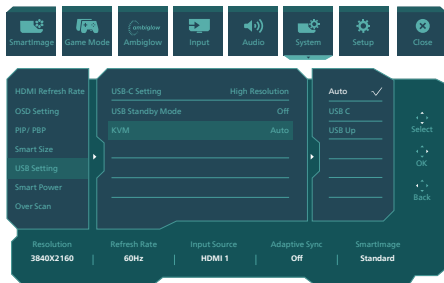 ambiglow
SmartImage Game Mode Ambiglow Input Audio System Setup Close
HDMI Refresh Rate USB-C Setting High Resolution Auto
OSD Setting USB Standby Mode Off USB C
PIP/ PBP KVM Auto USB Up Select
Smart Size
OK
USB Setting
Smart Power Back
Over Scan
Resolution Refresh Rate Input Source Adaptive Sync SmartImage
3840X2160 | 60Hz | HDMI 1 | Off | Standard